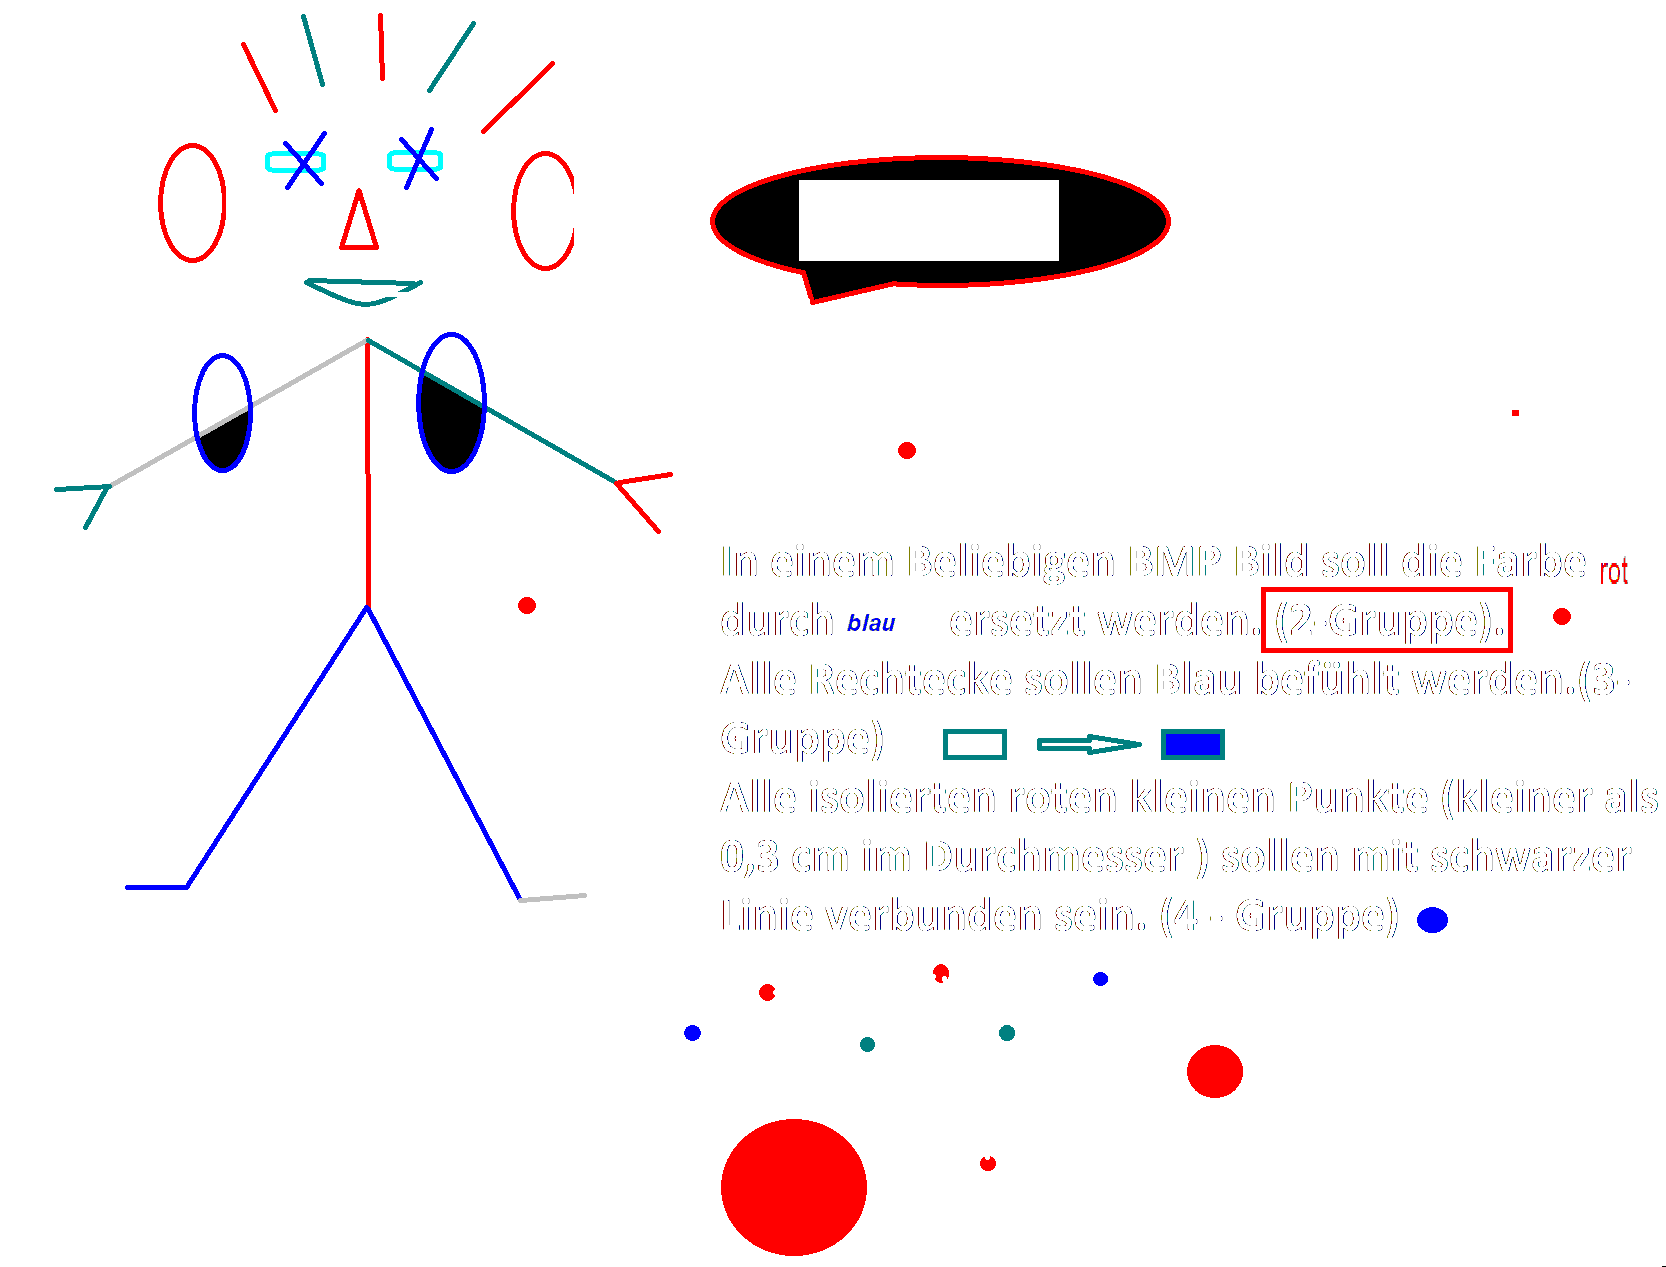 In einem Beliebigen BMP Bild soll die Farbe rot
durch blau ersetzt werden. (2-Gruppe).
Alle Rechtecke sollen Blau befühlt werden.(3-
Gruppe)
Alle isolierten roten kleinen Punkte (kleiner als
0,3 cm im Durchmesser ) sollen mit schwarzer
Linie verbunden sein. (4 - Gruppe)